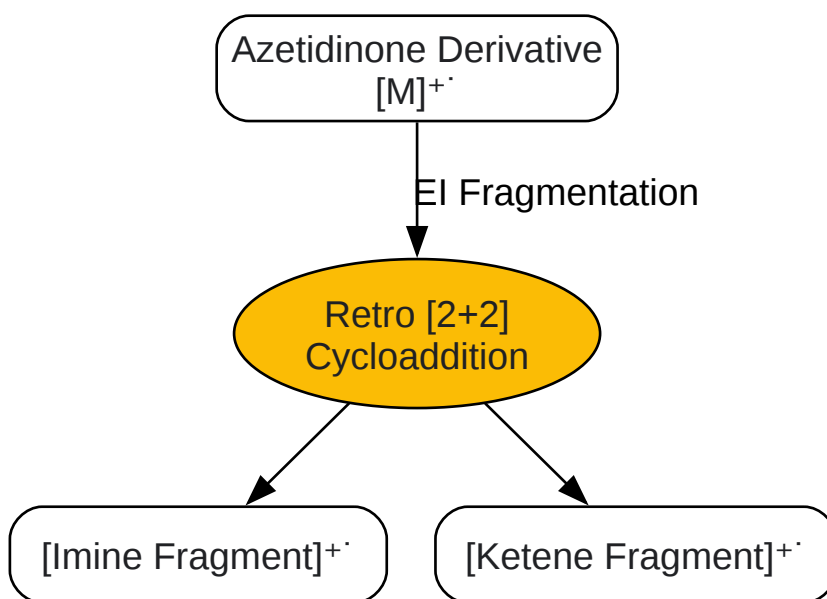 Azetidinone Derivative
[M]⁺˙
EI Fragmentation
Retro [2+2]
Cycloaddition
[Imine Fragment]⁺˙
[Ketene Fragment]⁺˙